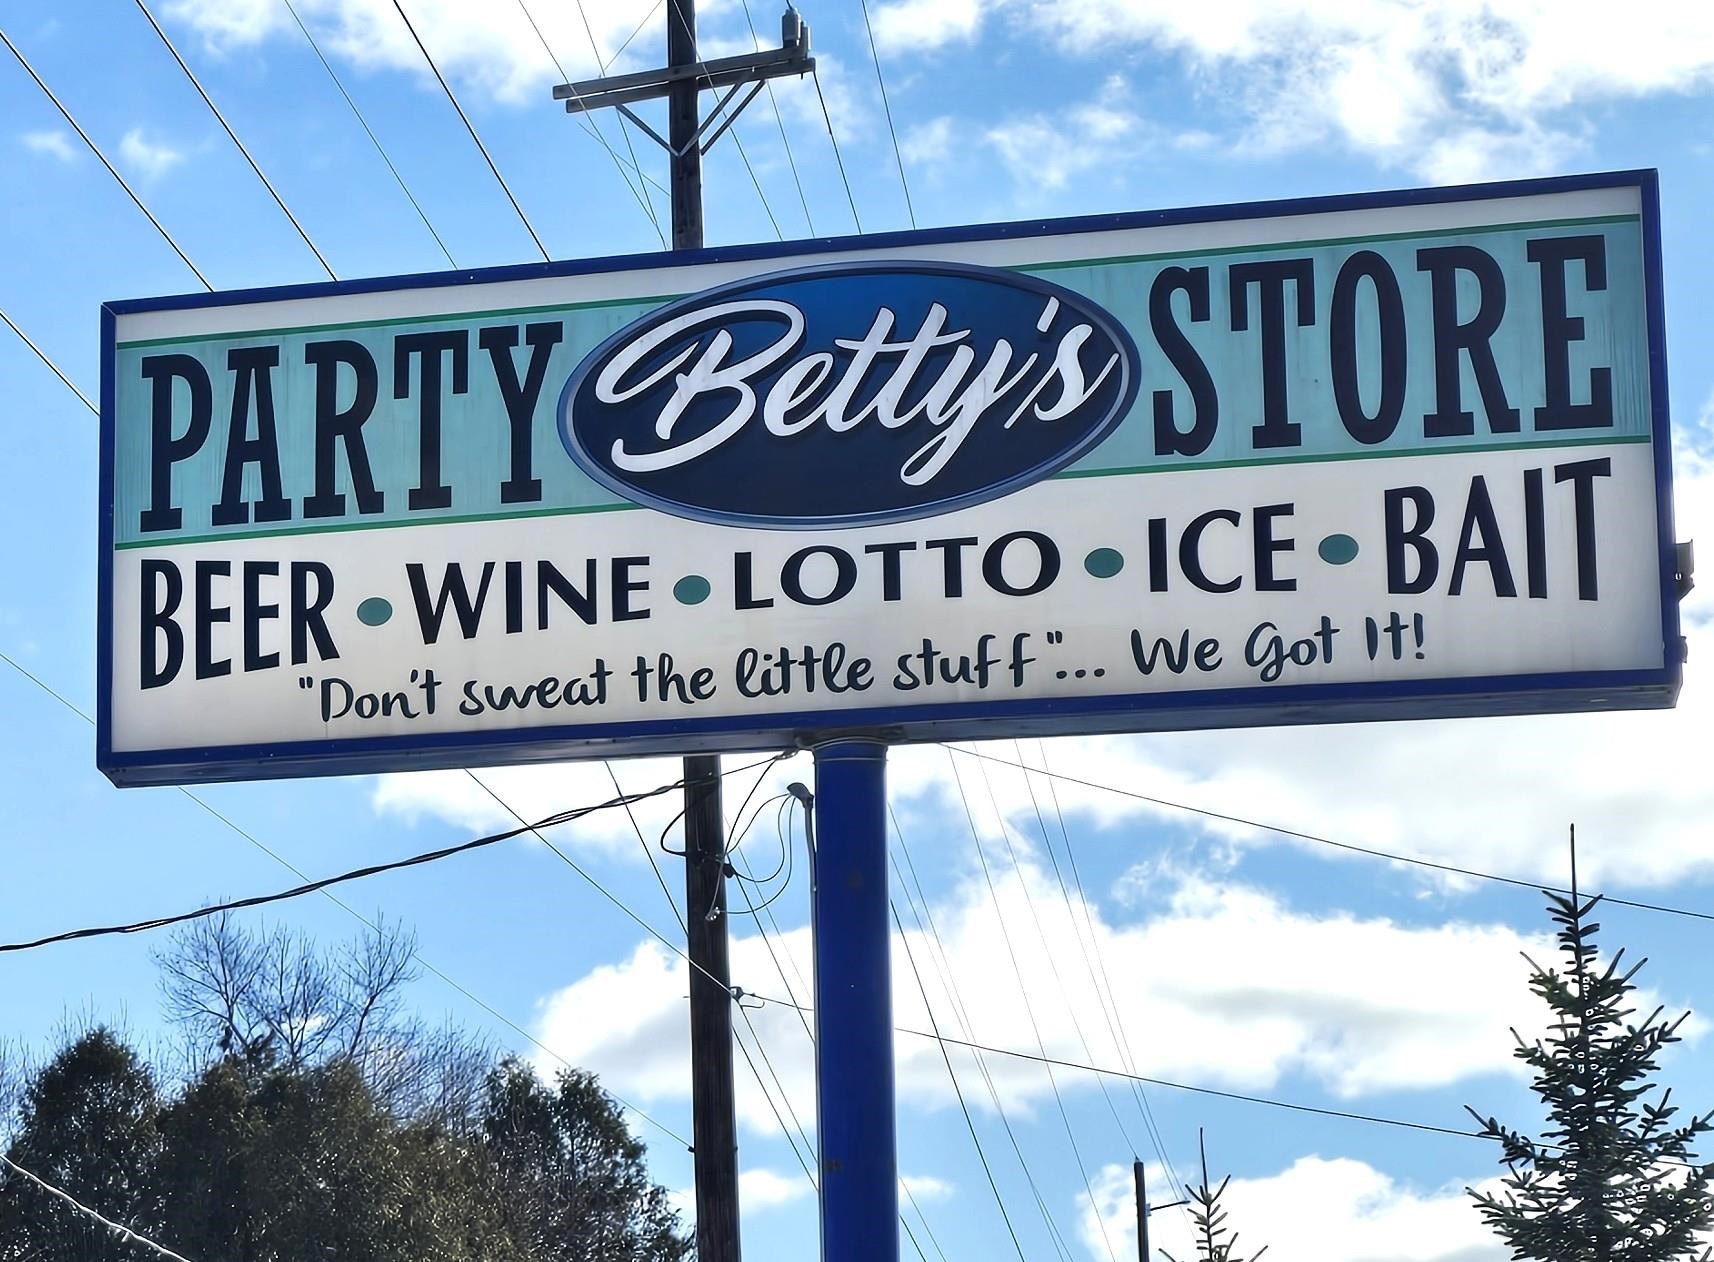 PARTY Betty's STORE
BEER • WINE • LOTTO • ICE • BAIT
"Don't sweat the little stuff"... We Got It!